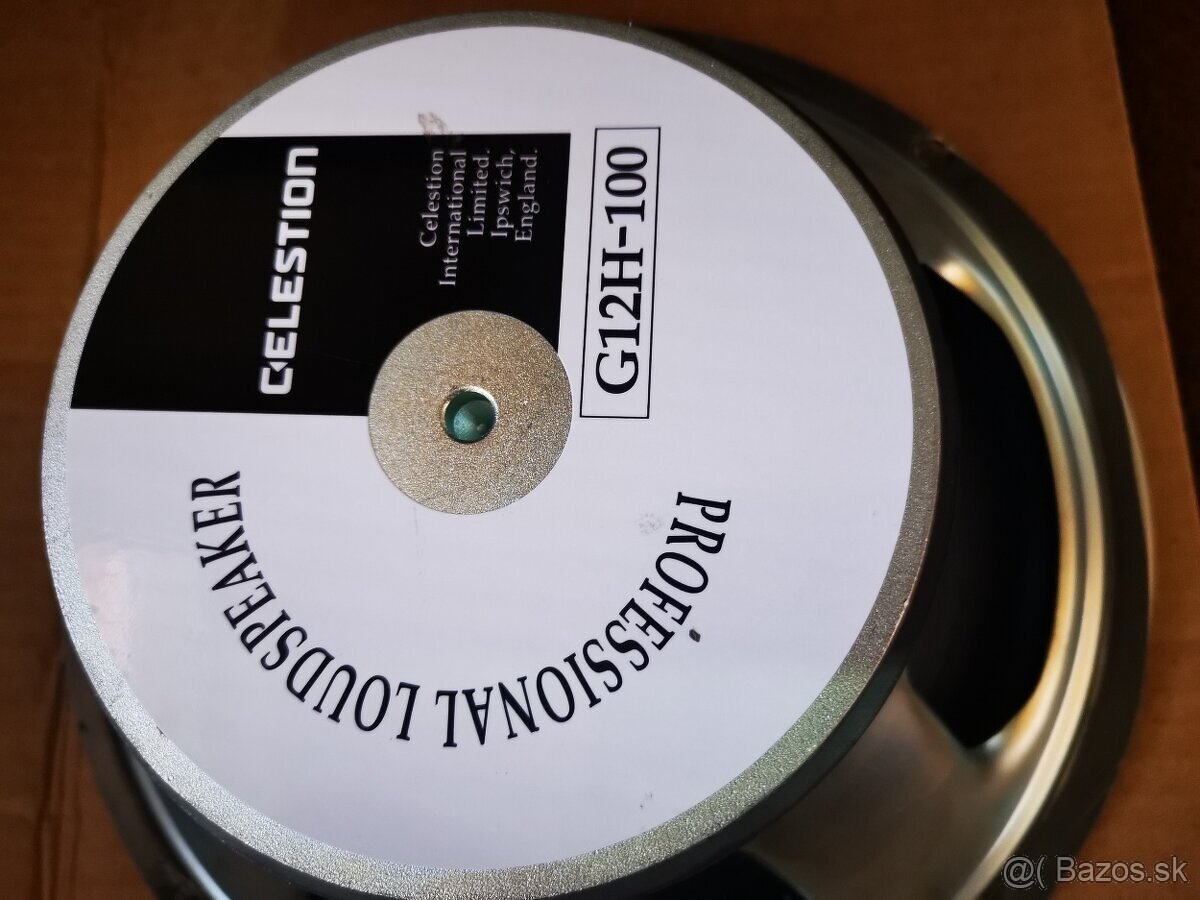 CELESTION
Celestion
International
Limited.
Ipswich,
England.
G12H-100
PROFESSIONAL LOUDSPEAKER
@( Bazos.sk